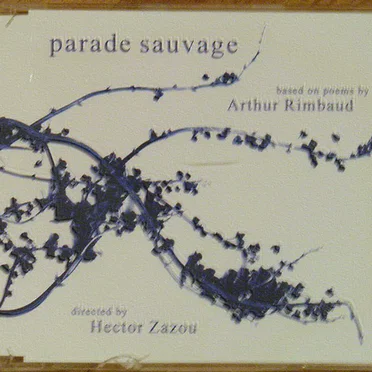 parade sauvage
based on poems by
Arthur Rimbaud
directed by
Hector Zazou